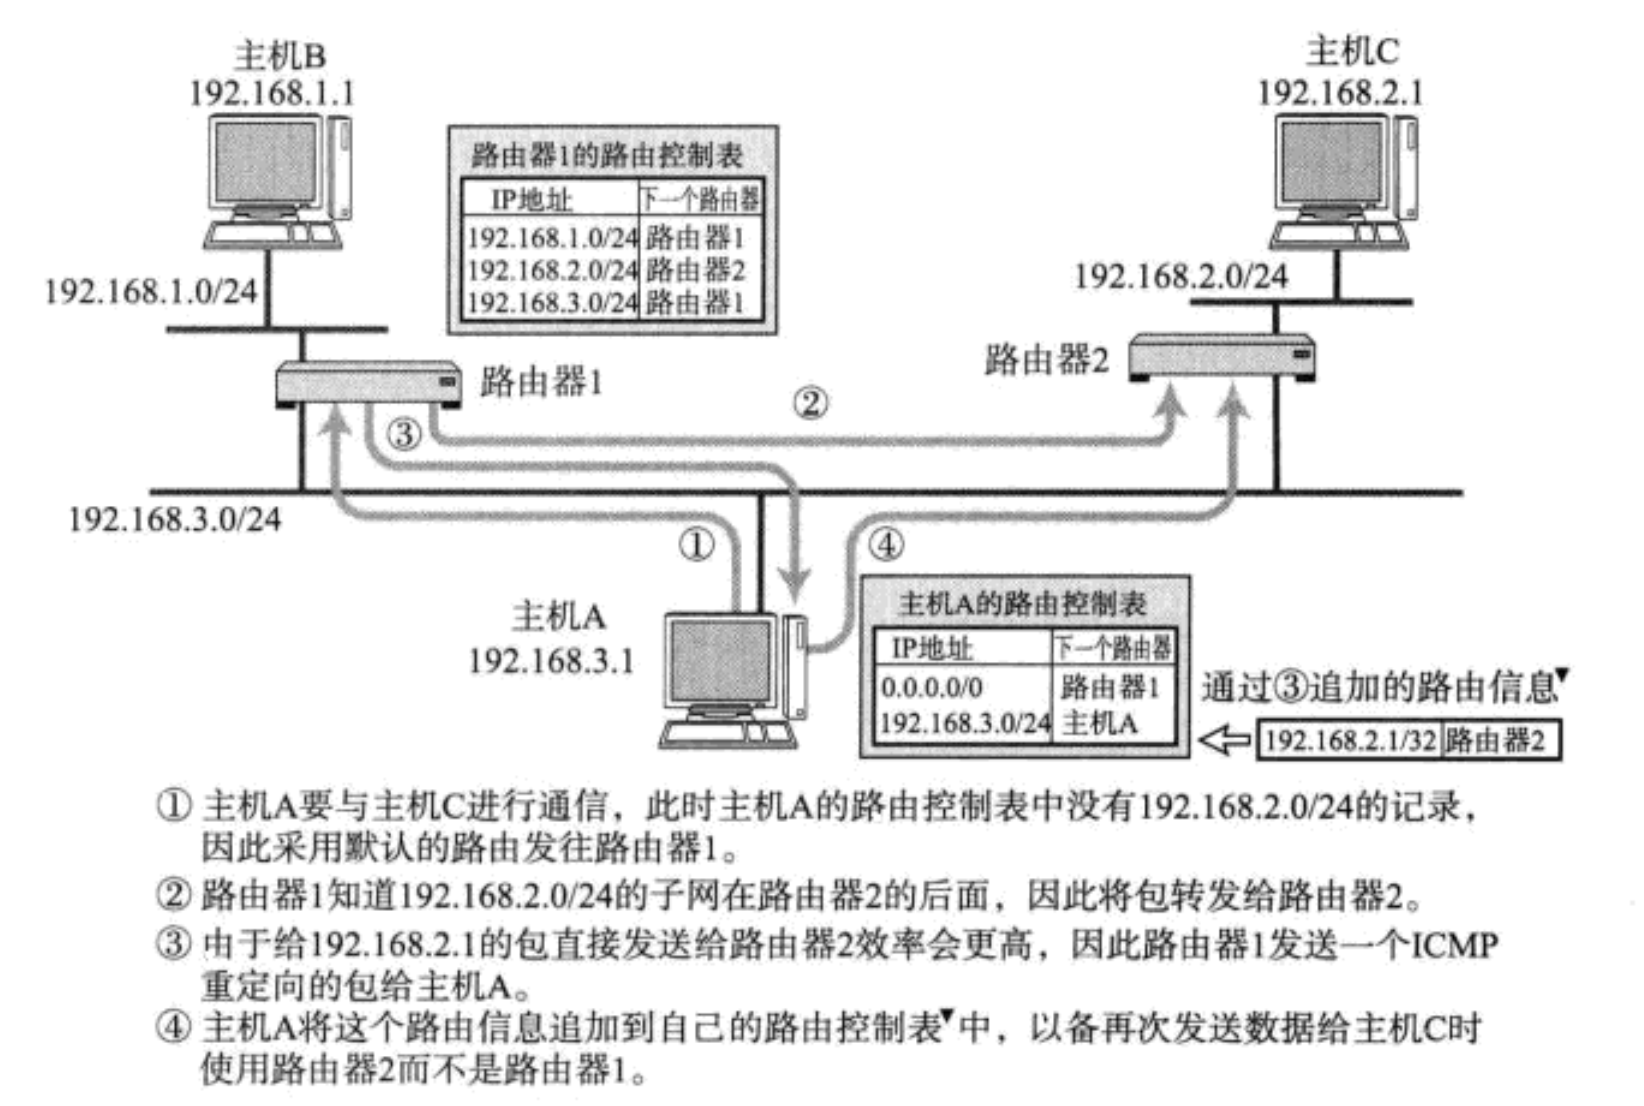 主机B
192.168.1.1
主机C
192.168.2.1
路由器1的路由控制表
IP地址 下一个路由器
192.168.1.0/24 路由器1
192.168.2.0/24 路由器2
192.168.3.0/24 路由器1
192.168.1.0/24
192.168.2.0/24
路由器1
路由器2
②
③
192.168.3.0/24
①
④
主机A
192.168.3.1
主机A的路由控制表
IP地址 下一个路由器
0.0.0.0/0 路由器1
192.168.3.0/24 主机A
通过③追加的路由信息▼
192.168.2.1/32 路由器2
① 主机A要与主机C进行通信，此时主机A的路由控制表中没有192.168.2.0/24的记录，
因此采用默认的路由发往路由器1。
② 路由器1知道192.168.2.0/24的子网在路由器2的后面，因此将包转发给路由器2。
③ 由于给192.168.2.1的包直接发送给路由器2效率会更高，因此路由器1发送一个ICMP
重定向的包给主机A。
④ 主机A将这个路由信息追加到自己的路由控制表▼中，以备再次发送数据给主机C时
使用路由器2而不是路由器1。